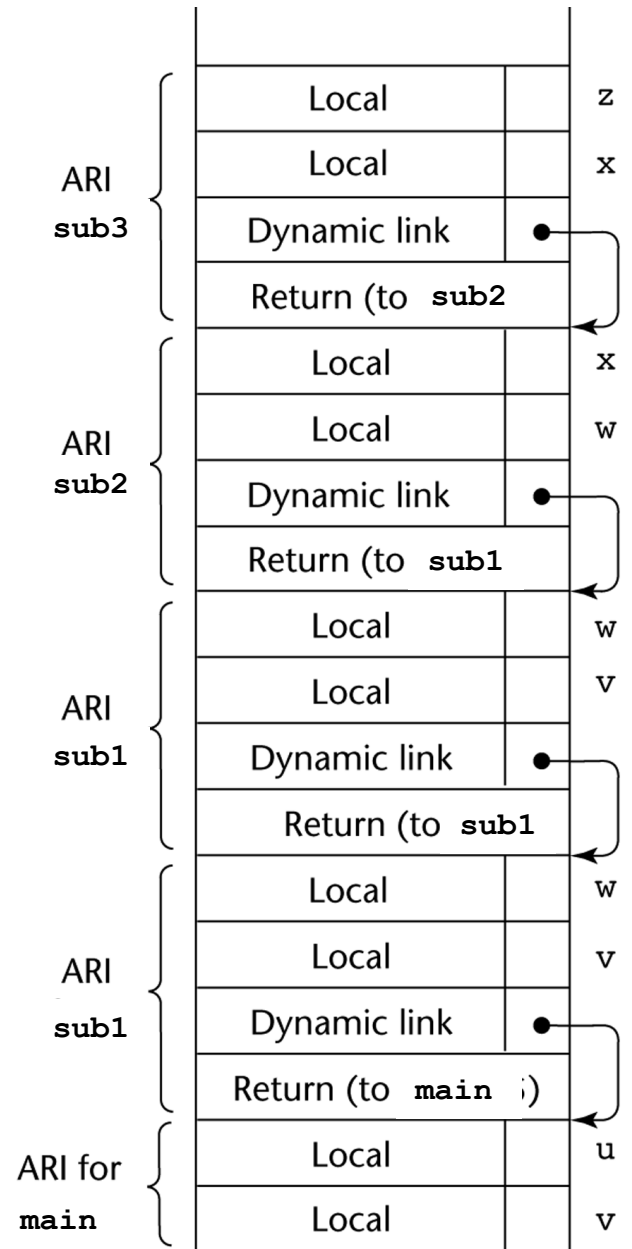 Local z
Local x
ARI
sub3
Dynamic link
Return (to sub2
Local x
Local w
ARI
sub2
Dynamic link
Return (to sub1
Local w
Local v
ARI
sub1
Dynamic link
Return (to sub1
Local w
Local v
ARI
sub1
Dynamic link
Return (to main )
Local u
ARI for
main
Local v